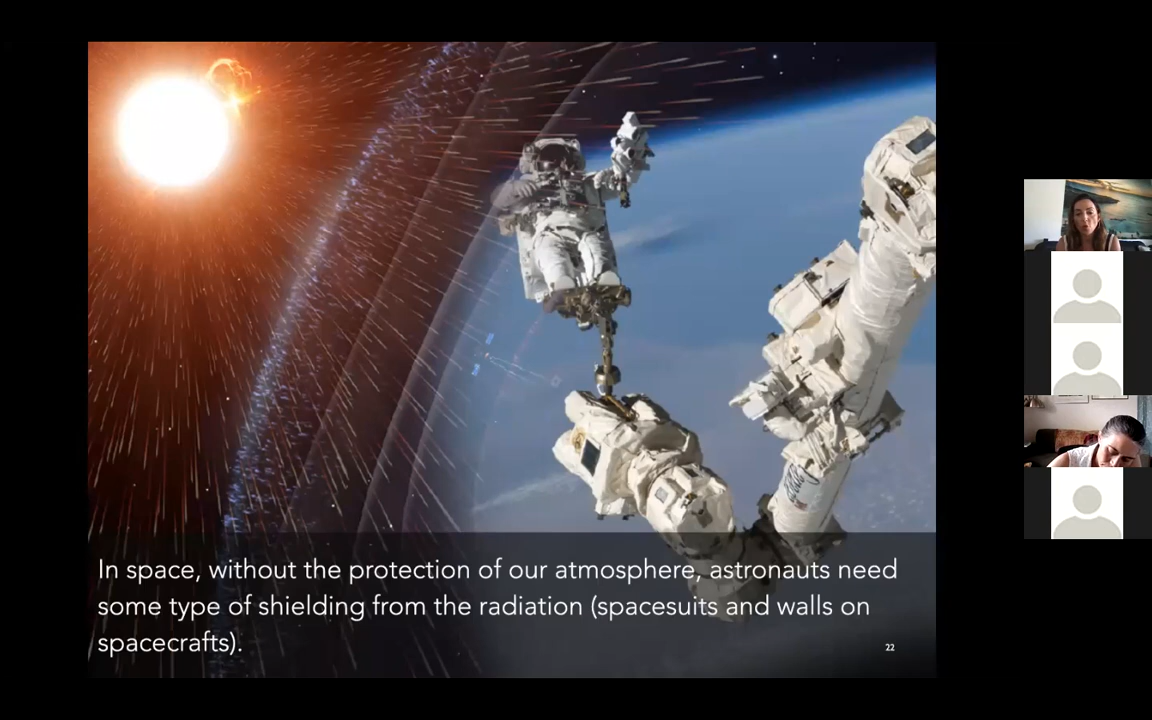 In space, without the protection of our atmosphere, astronauts need
some type of shielding from the radiation (spacesuits and walls on
spacecrafts).
22